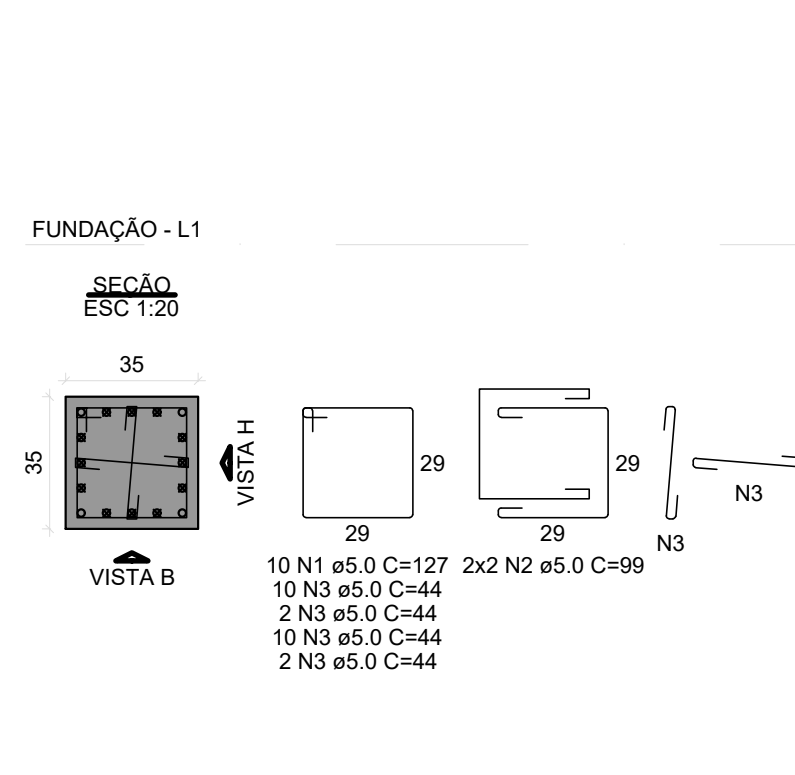 FUNDAÇÃO - L1
SEÇÃO
ESC 1:20
35
35
VISTA H
VISTA B
29
29
10 N1 ø5.0 C=127
10 N3 ø5.0 C=44
2 N3 ø5.0 C=44
10 N3 ø5.0 C=44
2 N3 ø5.0 C=44
29
29
2x2 N2 ø5.0 C=99
N3
N3